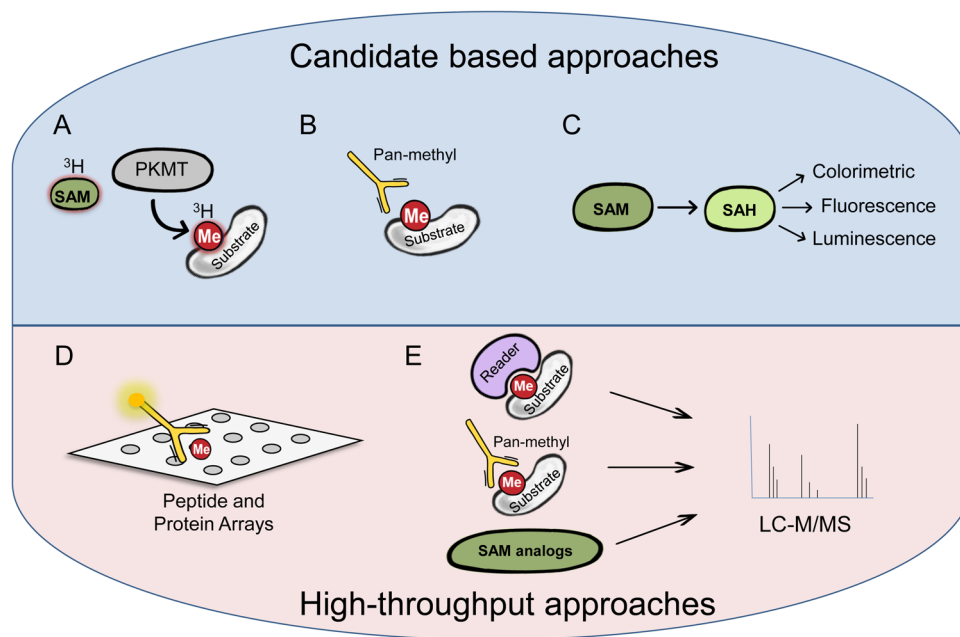 Candidate based approaches
A
B
C
³H
SAM
PKMT
³H
Me
Substrate
Pan-methyl
Me
Substrate
SAM
SAH
Colorimetric
Fluorescence
Luminescence
D
E
Me
Peptide and
Protein Arrays
Reader
Me
Substrate
Pan-methyl
Me
Substrate
SAM analogs
LC-M/MS
High-throughput approaches